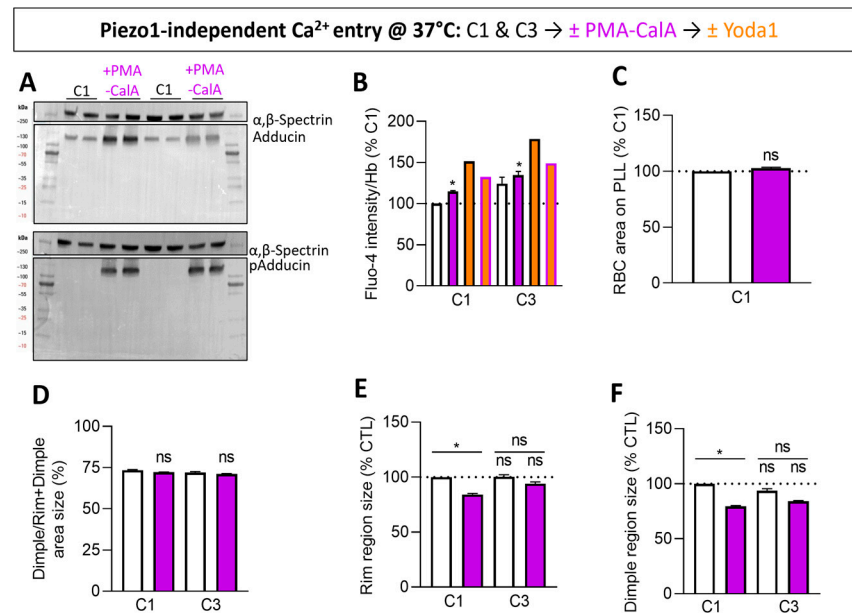 Piezo1-independent Ca²⁺ entry @ 37°C: C1 & C3 → ± PMA-CalA → ± Yoda1
A
+PMA
-CalA
+PMA
-CalA
C1
C1
kDa
-250
-130
-100
-70
-55
-35
-25
-15
-10
α,β-Spectrin
Adducin
kDa
-250
-130
-100
-70
-55
-35
-25
-15
-10
α,β-Spectrin
pAdducin
B
Fluo-4 intensity/Hb (% C1)
200
150
100
50
0
*
*
C1
C3
C
RBC area on PLL (% C1)
150
100
50
0
ns
C1
D
Dimple/Rim+Dimple
area size (%)
100
75
50
25
0
ns
ns
C1
C3
E
Rim region size (% CTL)
150
100
50
0
*
ns
ns ns
C1
C3
F
Dimple region size (% CTL)
150
100
50
0
*
ns
ns ns
C1
C3